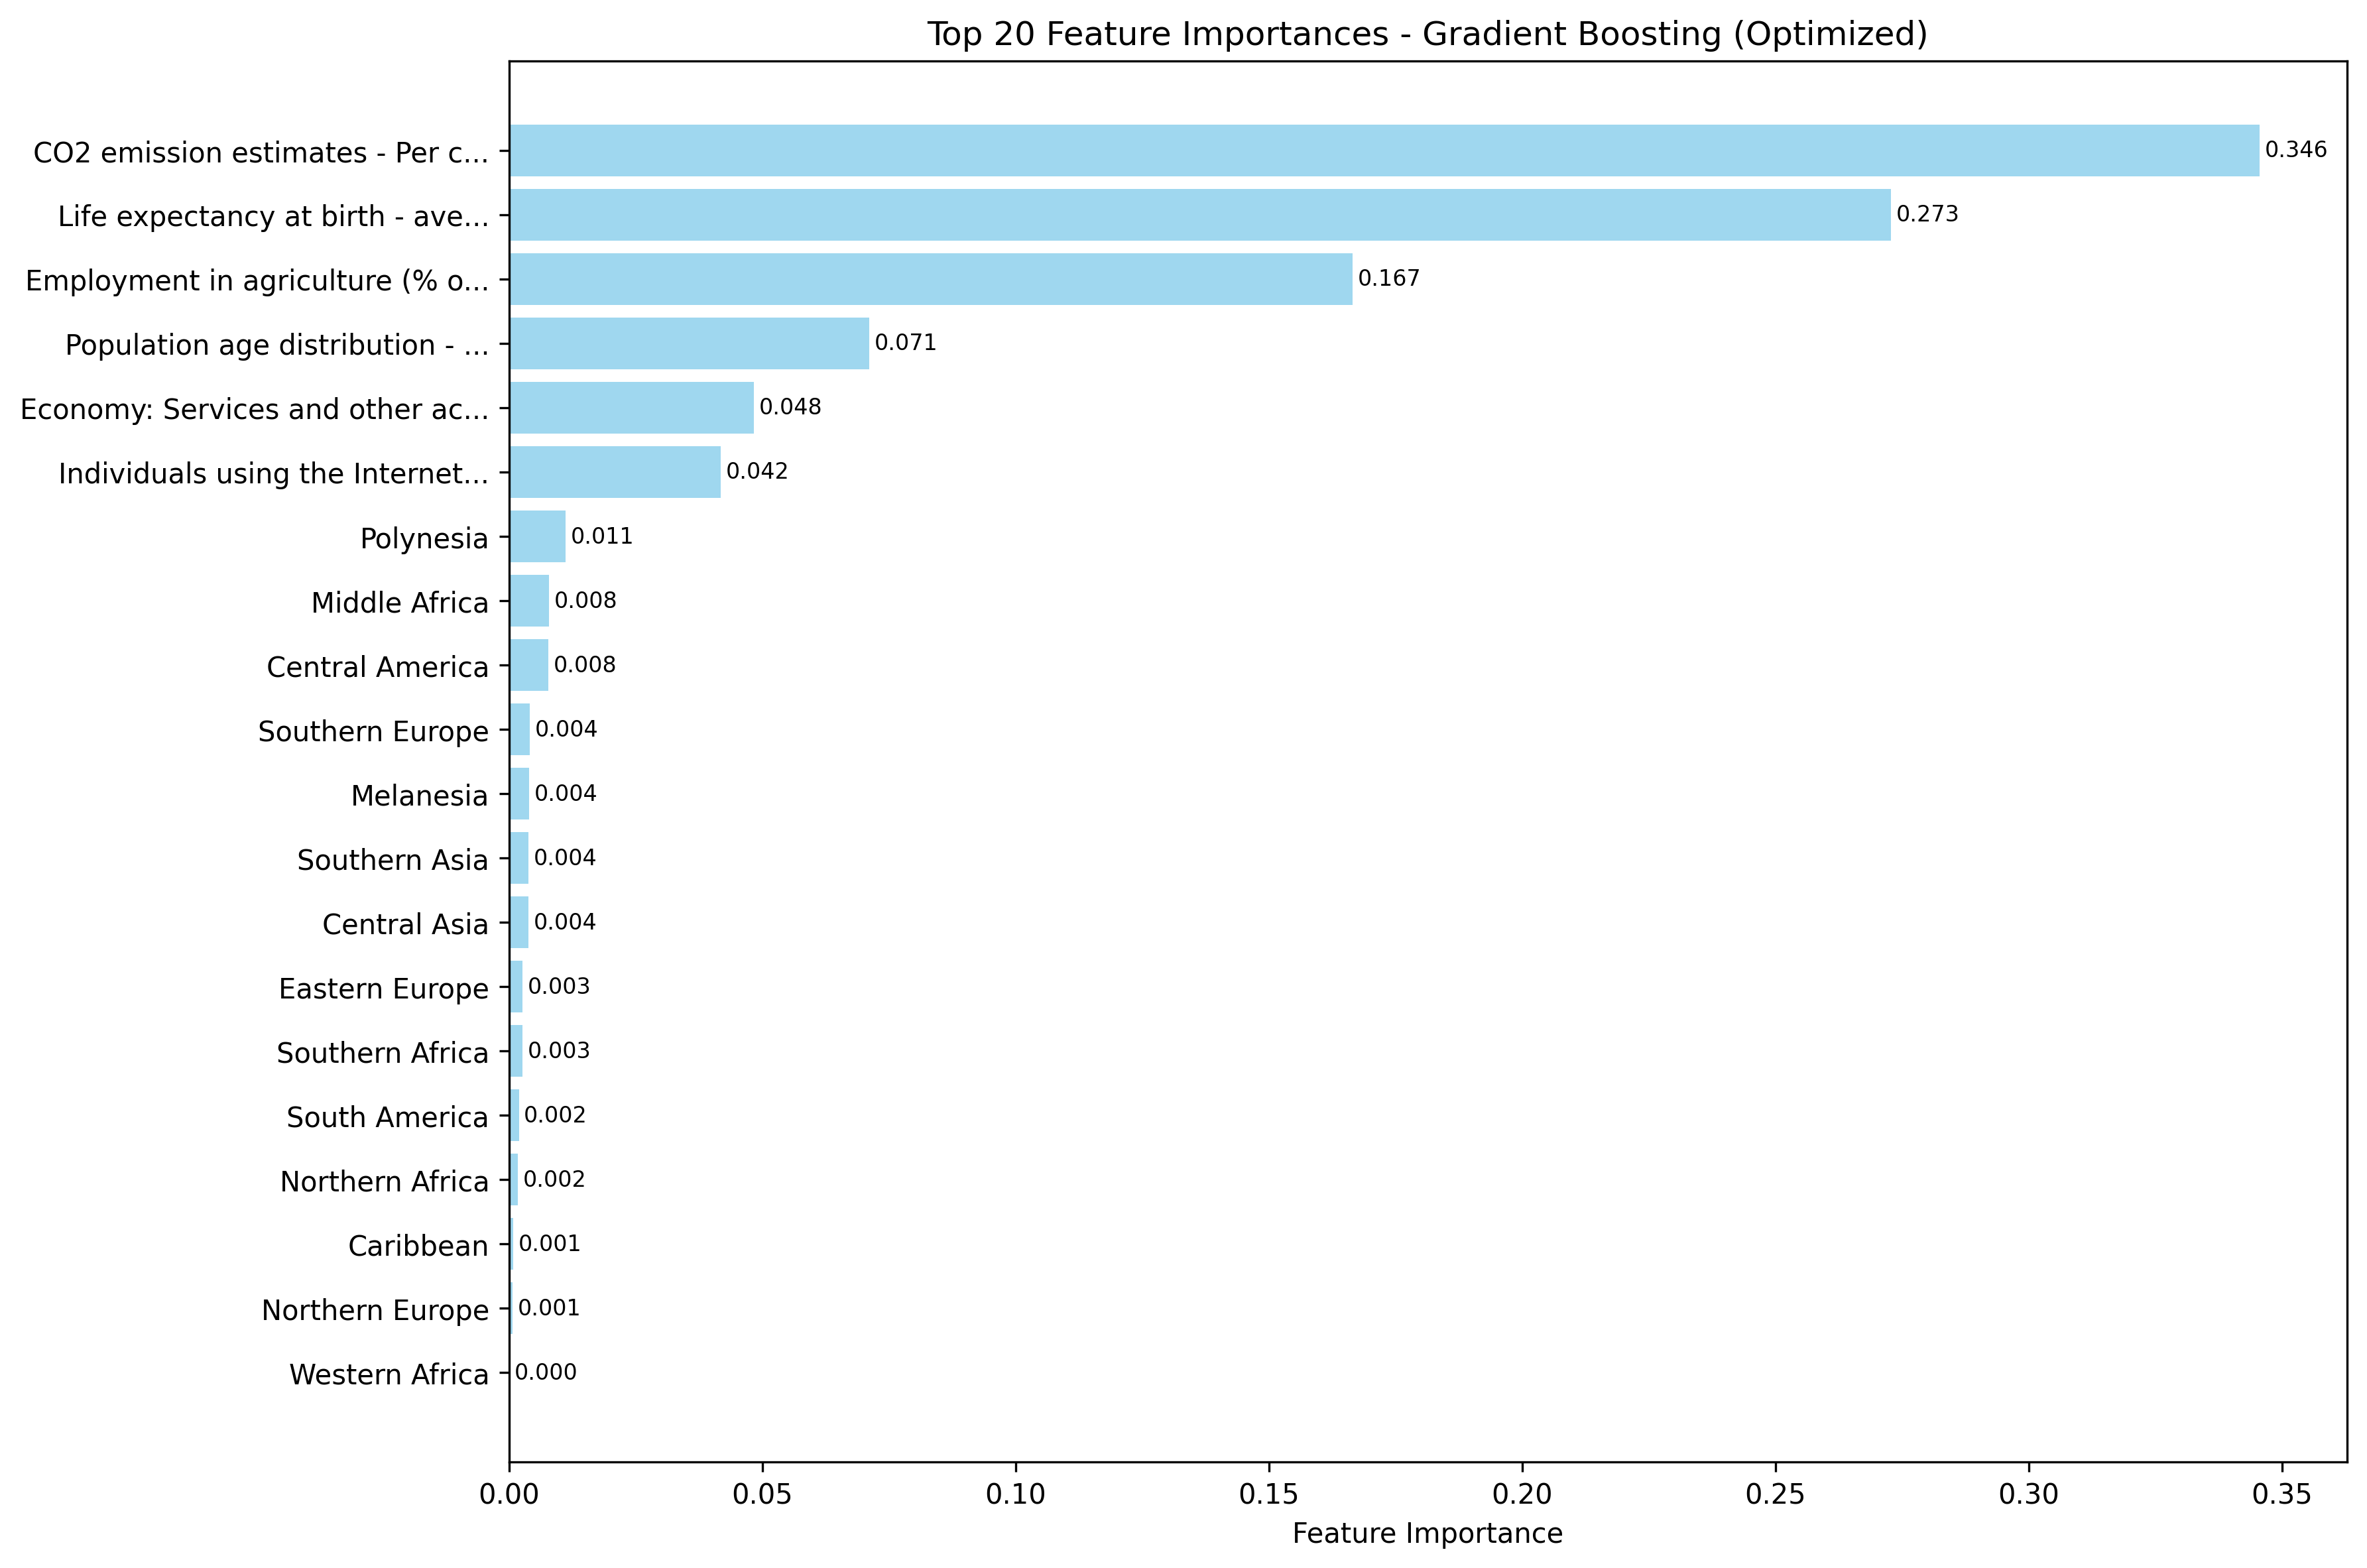 Top 20 Feature Importances - Gradient Boosting (Optimized)
CO2 emission estimates - Per c... 0.346
Life expectancy at birth - ave... 0.273
Employment in agriculture (% o... 0.167
Population age distribution - ... 0.071
Economy: Services and other ac... 0.048
Individuals using the Internet... 0.042
Polynesia 0.011
Middle Africa 0.008
Central America 0.008
Southern Europe 0.004
Melanesia 0.004
Southern Asia 0.004
Central Asia 0.004
Eastern Europe 0.003
Southern Africa 0.003
South America 0.002
Northern Africa 0.002
Caribbean 0.001
Northern Europe 0.001
Western Africa 0.000
0.00 0.05 0.10 0.15 0.20 0.25 0.30 0.35
Feature Importance